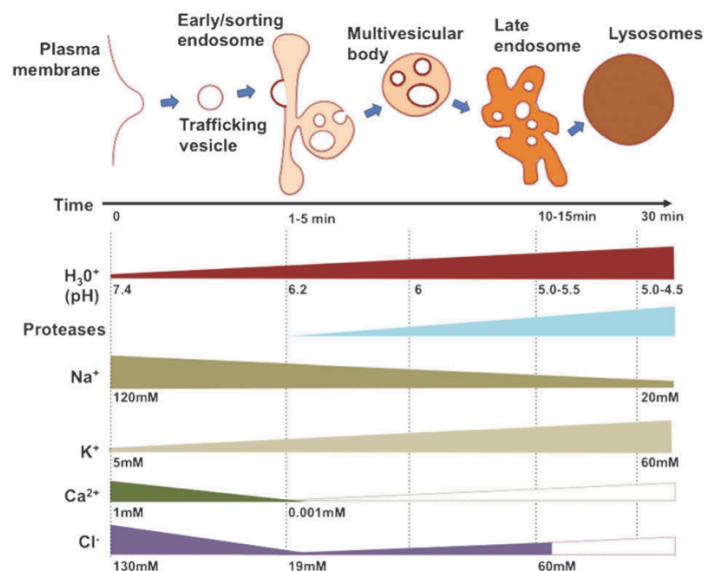 Plasma
membrane
Trafficking
vesicle
Early/sorting
endosome
Multivesicular
body
Late
endosome
Lysosomes
Time
0
1-5 min
10-15min
30 min
H₃0⁺
(pH)
7.4
6.2
6
5.0-5.5
5.0-4.5
Proteases
Na⁺
120mM
20mM
K⁺
5mM
60mM
Ca²⁺
1mM
0.001mM
Cl⁻
130mM
19mM
60mM